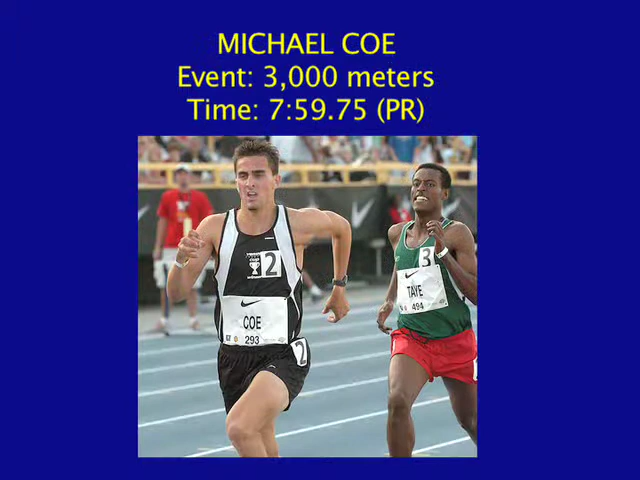 MICHAEL COE
Event: 3,000 meters
Time: 7:59.75 (PR)
2
3
COE
293
2
TAYE
494